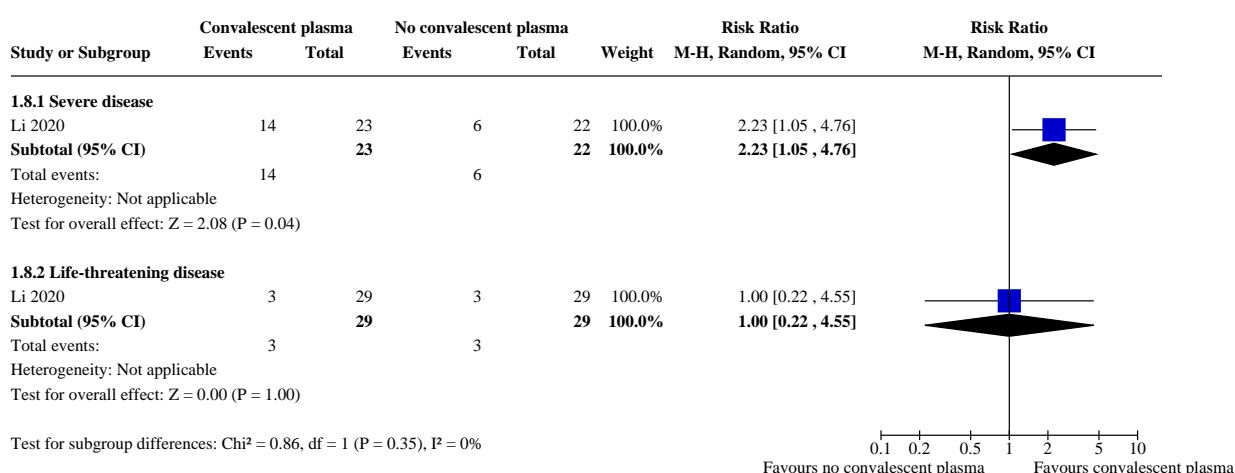 Convalescent plasma No convalescent plasma Risk Ratio Risk Ratio
Study or Subgroup Events Total Events Total Weight M-H, Random, 95% CI M-H, Random, 95% CI
1.8.1 Severe disease
Li 2020 14 23 6 22 100.0% 2.23 [1.05 , 4.76]
Subtotal (95% CI) 23 22 100.0% 2.23 [1.05 , 4.76]
Total events: 14 6
Heterogeneity: Not applicable
Test for overall effect: Z = 2.08 (P = 0.04)
1.8.2 Life-threatening disease
Li 2020 3 29 3 29 100.0% 1.00 [0.22 , 4.55]
Subtotal (95% CI) 29 29 100.0% 1.00 [0.22 , 4.55]
Total events: 3 3
Heterogeneity: Not applicable
Test for overall effect: Z = 0.00 (P = 1.00)
Test for subgroup differences: Chi² = 0.86, df = 1 (P = 0.35), I² = 0%
0.1 0.2 0.5 1 2 5 10
Favours no convalescent plasma Favours convalescent plasma